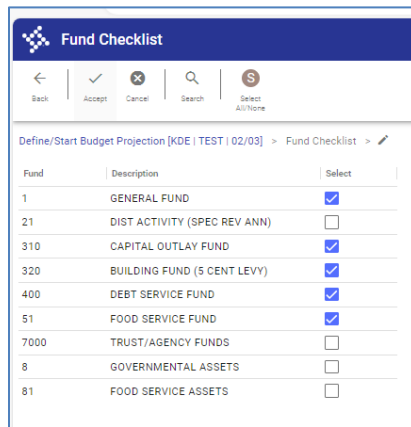 Fund Checklist
Back Accept Cancel Search Select All/None
S
Define/Start Budget Projection [KDE | TEST | 02/03] > Fund Checklist >
Fund Description Select
1 GENERAL FUND
21 DIST ACTIVITY (SPEC REV ANN)
310 CAPITAL OUTLAY FUND
320 BUILDING FUND (5 CENT LEVY)
400 DEBT SERVICE FUND
51 FOOD SERVICE FUND
7000 TRUST/AGENCY FUNDS
8 GOVERNMENTAL ASSETS
81 FOOD SERVICE ASSETS